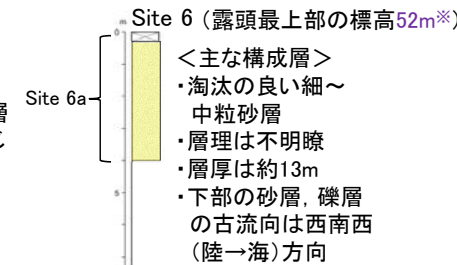 Site 6 (露頭最上部の標高52m※)
m
0
<主な構成層>
・淘汰の良い細～
中粒砂層
・層理は不明瞭
・層厚は約13m
・下部の砂層, 礫層
の古流向は西南西
(陸→海)方向
Site 6a
層
5